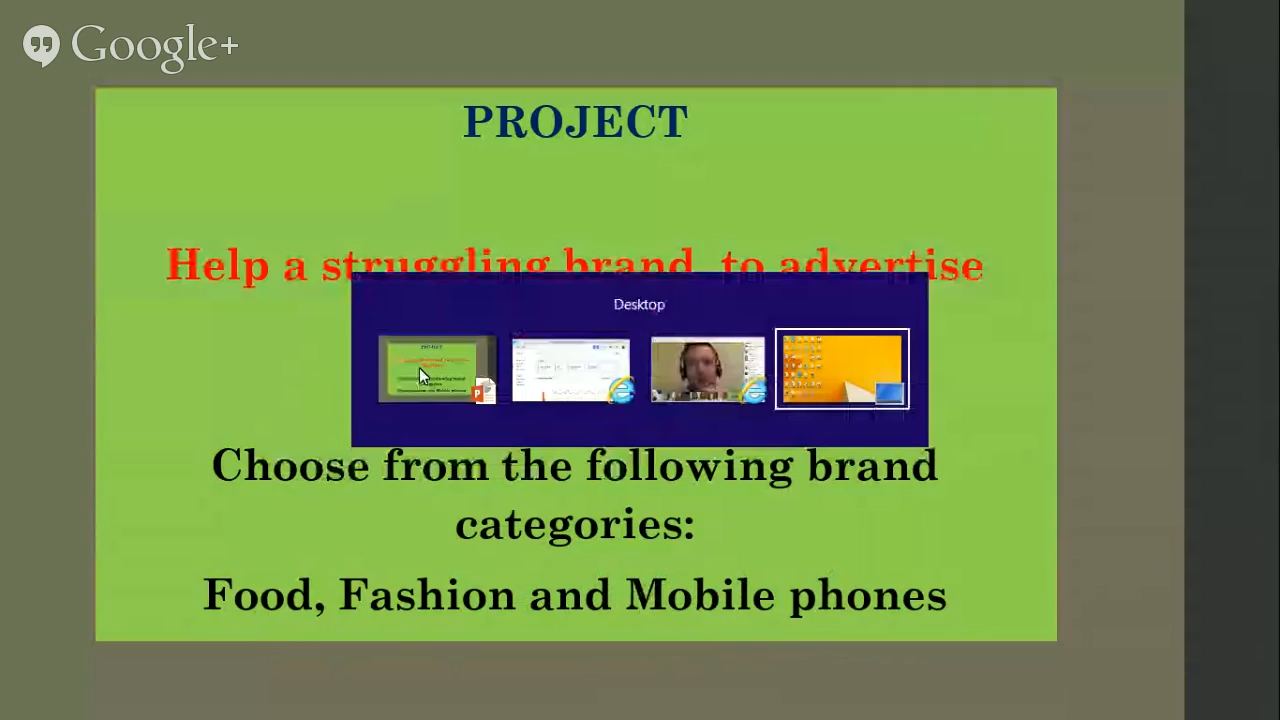 Google+
PROJECT
Help a struggling brand to advertise
Desktop
Choose from the following brand
categories:
Food, Fashion and Mobile phones